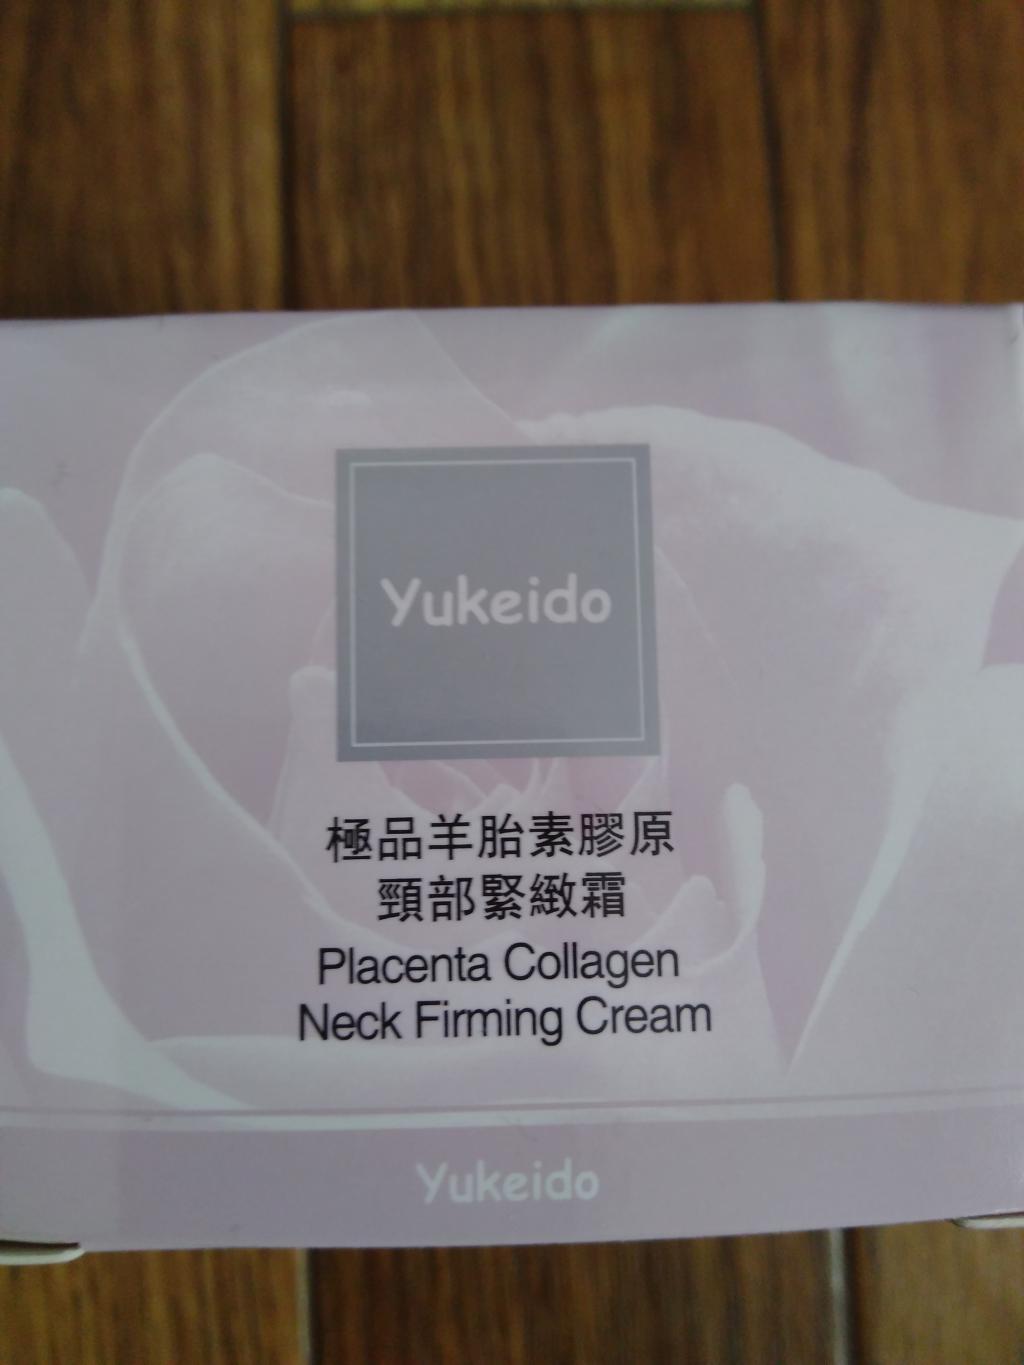 Yukeido
極品羊胎素膠原
頸部緊緻霜
Placenta Collagen
Neck Firming Cream
Yukeido